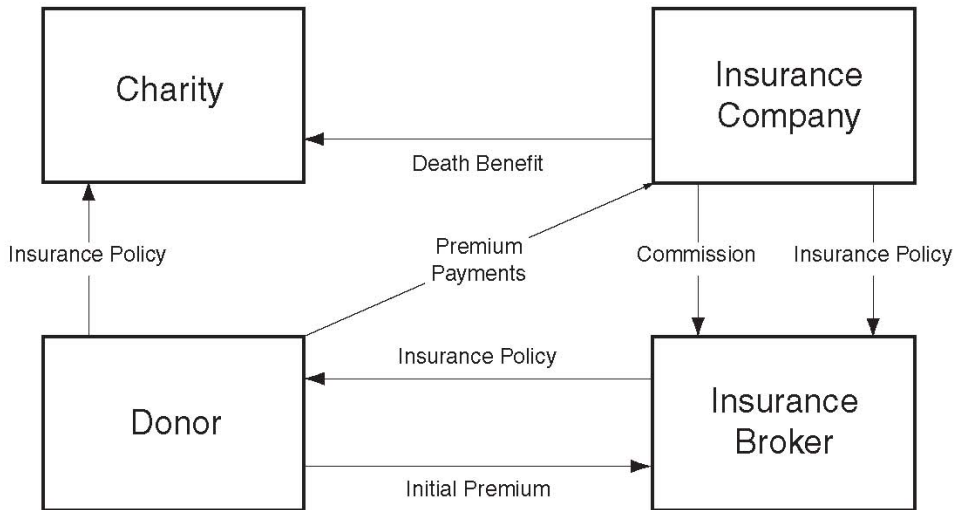 Charity
Insurance
Company
Death Benefit
Insurance Policy
Premium
Payments
Commission
Insurance Policy
Donor
Insurance Policy
Initial Premium
Insurance
Broker